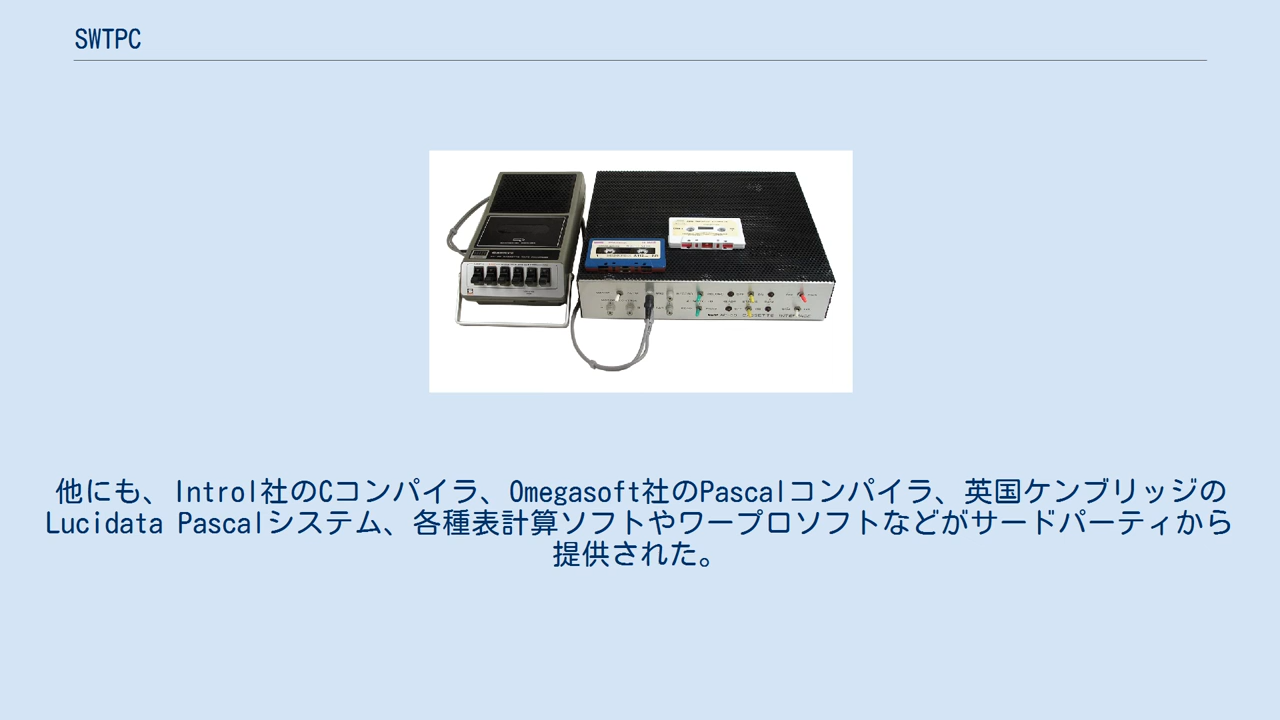 SWTPC
他にも、Introl社のCコンパイラ、Omegasoft社のPascalコンパイラ、英国ケンブリッジの
Lucidata Pascalシステム、各種表計算ソフトやワープロソフトなどがサードパーティから
提供された。